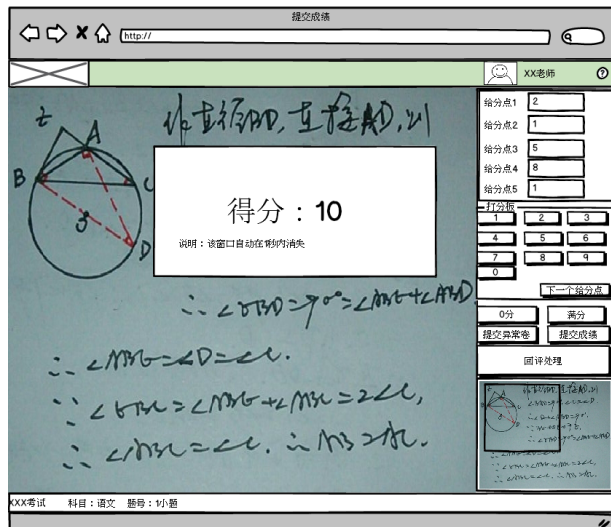 提交成绩
http://
XX老师
给分点1 2
给分点2 1
给分点3 5
给分点4 8
给分点5 1
打分板
1 2 3
4 5 6
7 8 9
0
下一个给分点
0分 满分
提交异常卷 提交成绩
回评处理
作直径BD,连接AD,则
E A
B C
D
得分：10
说明：该窗口自动在1秒内消失
∴∠EBD=90°=∠ABE+∠ABD
∴∠ABE=∠D=∠C.
∴∠EBC=∠ABE+∠ABC=2∠C,
∴∠ABC=∠C. ∴AB=AC.
XXX考试 科目：语文 题号：1小题